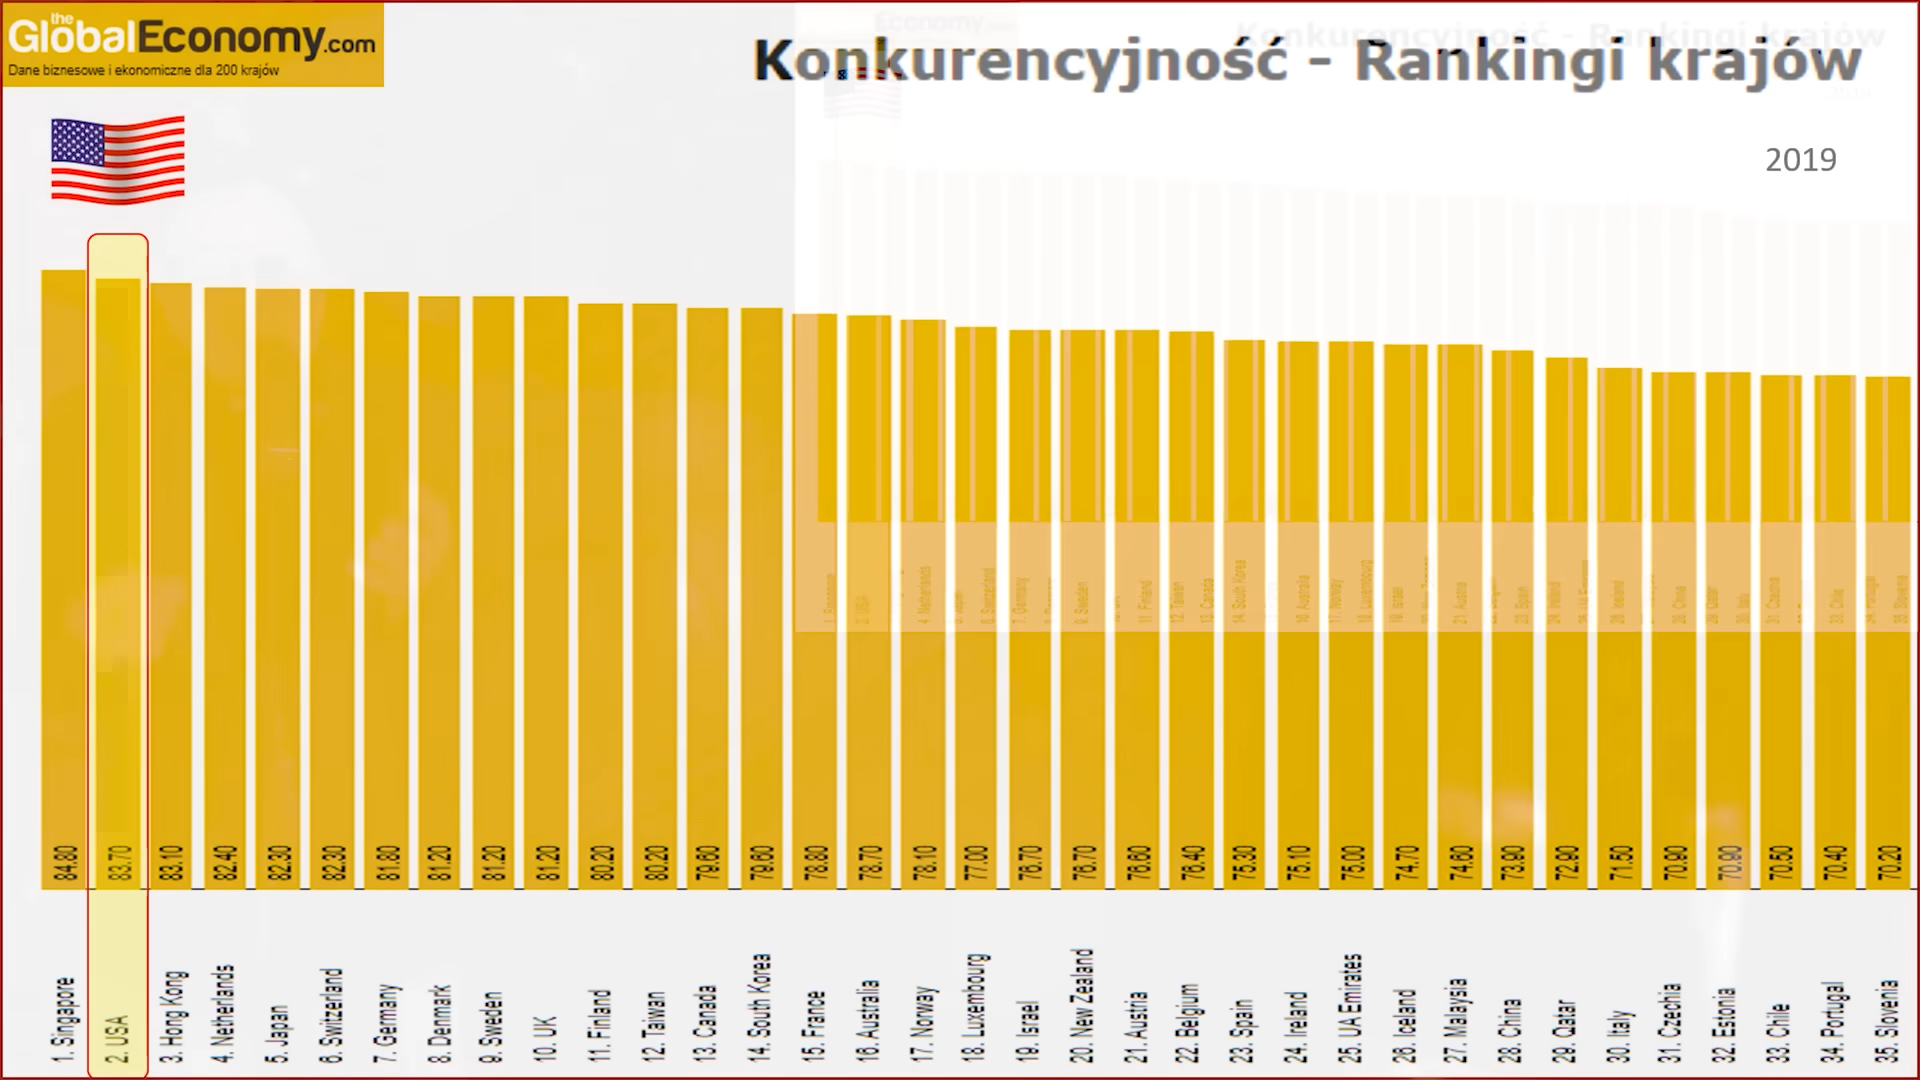 the
GlobalEconomy.com
Dane biznesowe i ekonomiczne dla 200 krajów
Konkurencyjność - Rankingi krajów
2019
84.80
83.70
83.10
82.40
82.30
82.30
81.80
81.20
81.20
81.20
80.20
80.20
79.60
79.60
78.80
78.70
78.10
77.00
76.70
76.70
76.60
76.40
75.30
75.10
75.00
74.70
74.60
73.90
72.90
71.50
70.90
70.90
70.50
70.40
70.20
1. Singapore
2. USA
3. Hong Kong
4. Netherlands
5. Japan
6. Switzerland
7. Germany
8. Denmark
9. Sweden
10. UK
11. Finland
12. Taiwan
13. Canada
14. South Korea
15. France
16. Australia
17. Norway
18. Luxembourg
19. Israel
20. New Zealand
21. Austria
22. Belgium
23. Spain
24. Ireland
25. UA Emirates
26. Iceland
27. Malaysia
28. China
29. Qatar
30. Italy
31. Czechia
32. Estonia
33. Chile
34. Portugal
35. Slovenia